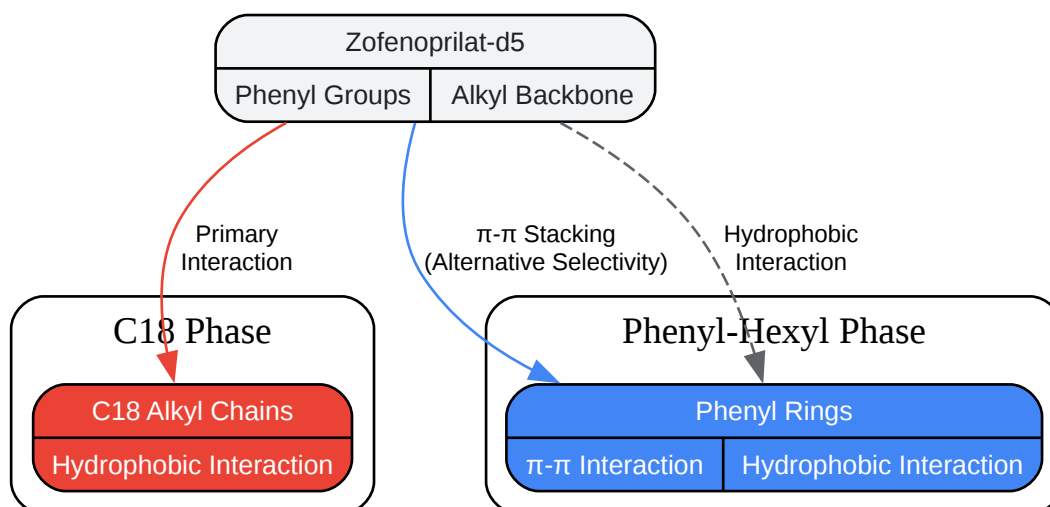 Zofenoprilat-d5
Phenyl Groups
Alkyl Backbone
Primary
Interaction
π-π Stacking
(Alternative Selectivity)
Hydrophobic
Interaction
C18 Phase
Phenyl-Hexyl Phase
C18 Alkyl Chains
Hydrophobic Interaction
Phenyl Rings
π-π Interaction
Hydrophobic Interaction